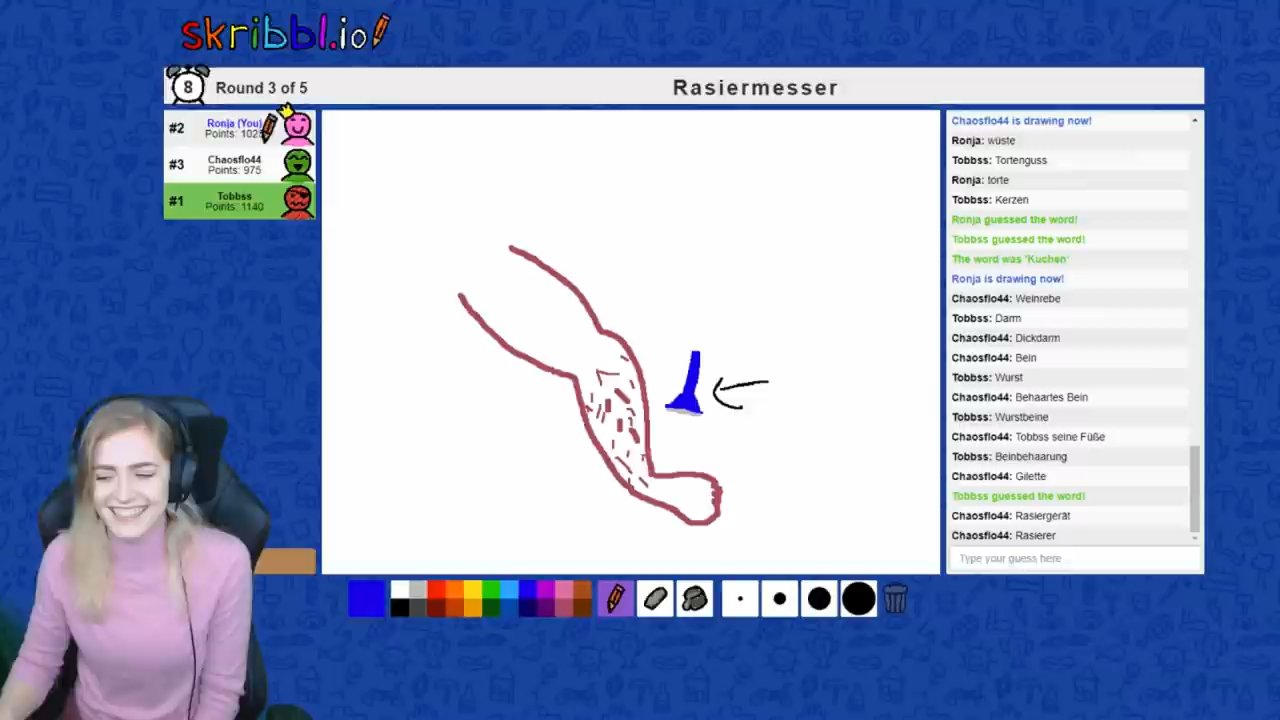 skribbl.io
8
Round 3 of 5
Rasiermesser
#2
Ronja (You)
Points: 1025
#3
Chaosflo44
Points: 975
#1
Tobbss
Points: 1140
Chaosflo44 is drawing now!
Ronja: wüste
Tobbss: Tortenguss
Ronja: torte
Tobbss: Kerzen
Ronja guessed the word!
Tobbss guessed the word!
The word was 'Kuchen'
Ronja is drawing now!
Chaosflo44: Weinrebe
Tobbss: Darm
Chaosflo44: Dickdarm
Chaosflo44: Bein
Tobbss: Wurst
Chaosflo44: Behaartes Bein
Tobbss: Wurstbeine
Chaosflo44: Tobbss seine Füße
Tobbss: Beinbehaarung
Chaosflo44: Gilette
Tobbss guessed the word!
Chaosflo44: Rasiergerät
Chaosflo44: Rasierer
Type your guess here...